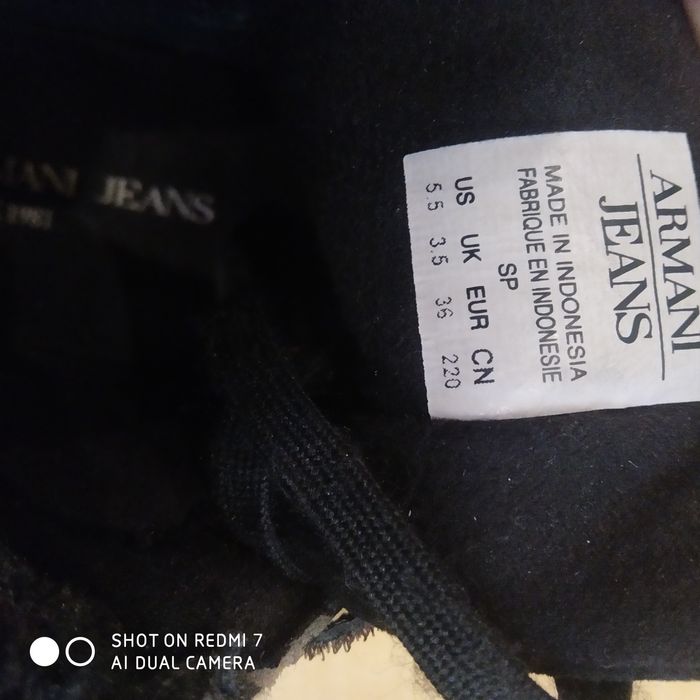 ARMANI
JEANS
MADE IN INDONESIA
FABRIQUE EN INDONESIE
SP
US UK EUR CN
5.5 3.5 36 220
JEANS
SHOT ON REDMI 7
AI DUAL CAMERA